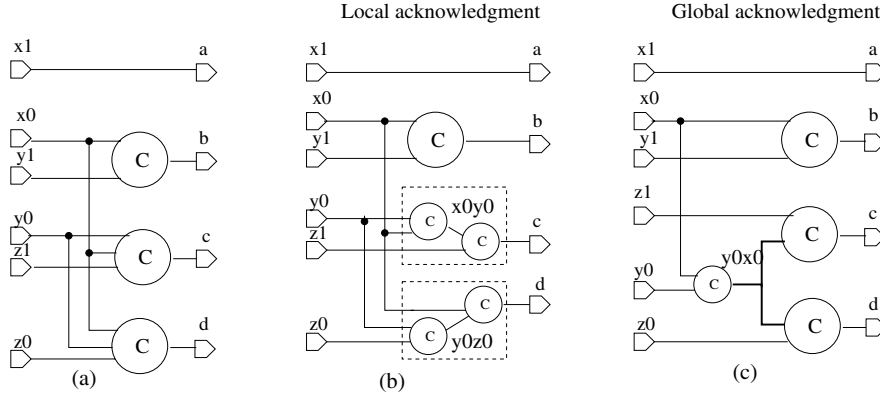 Local acknowledgment
Global acknowledgment
x1
a
x0
C
b
y1
y0
C
c
z1
z0
C
d
(a)
x1
a
x0
C
b
y1
y0
C
x0y0
z1
C
c
C
d
z0
C
y0z0
(b)
x1
a
x0
C
b
y1
z1
C
c
y0
C
y0x0
z0
C
d
(c)